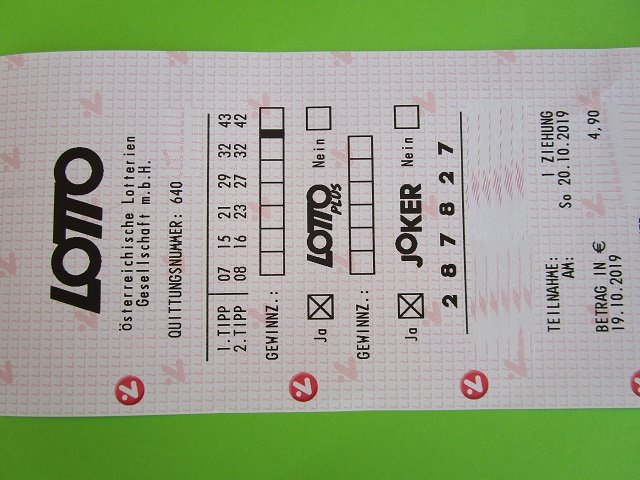 LOTTO
Österreichische Lotterien
Gesellschaft m.b.H.
QUITTUNGSNUMMER: 640
1.TIPP 07 15 21 29 32 43
2.TIPP 08 16 23 27 32 42
GEWINNZ.:
Ja LOTTO PLUS Nein
GEWINNZ.:
Ja JOKER Nein
2 8 7 8 2 7
TEILNAHME: 1 ZIEHUNG
AM: So 20.10.2019
BETRAG IN € 4,90
19.10.2019